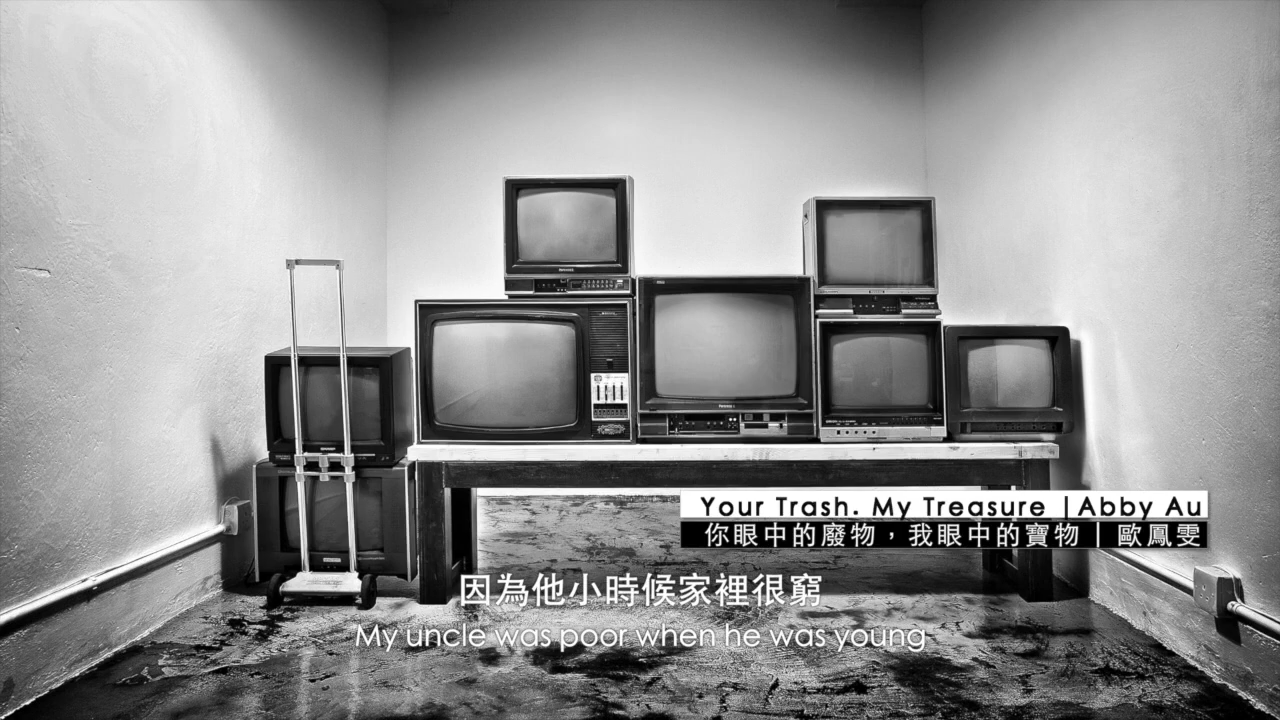 Your Trash. My Treasure |Abby Au
你眼中的廢物，我眼中的寶物 | 歐鳳雯
因為他小時候家裡很窮
My uncle was poor when he was young